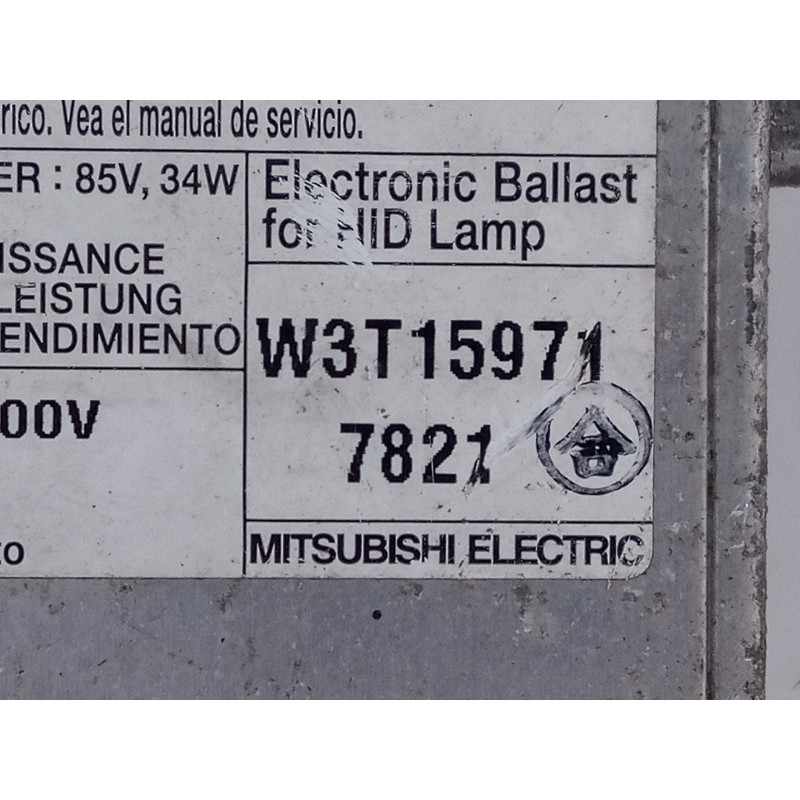 rico. Vea el manual de servicio.
ER : 85V, 34W
ISSANCE
LEISTUNG
ENDIMIENTO
00V
to
Electronic Ballast
for HID Lamp
W3T15971
7821
MITSUBISHI ELECTRIC